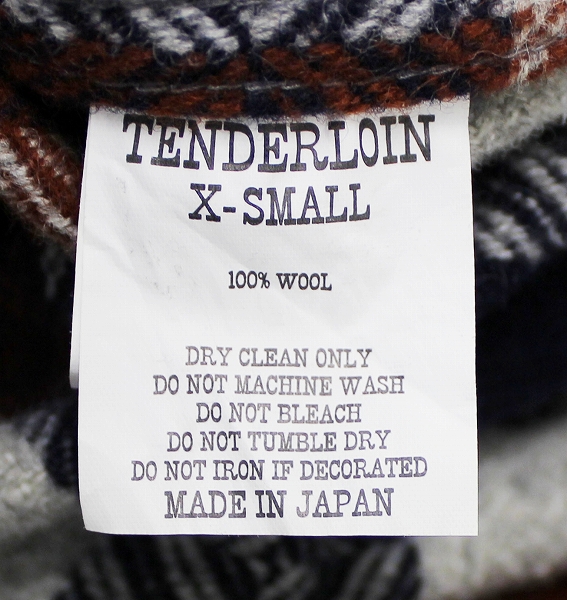 TENDERLOIN
X-SMALL
100% WOOL
DRY CLEAN ONLY
DO NOT MACHINE WASH
DO NOT BLEACH
DO NOT TUMBLE DRY
DO NOT IRON IF DECORATED
MADE IN JAPAN